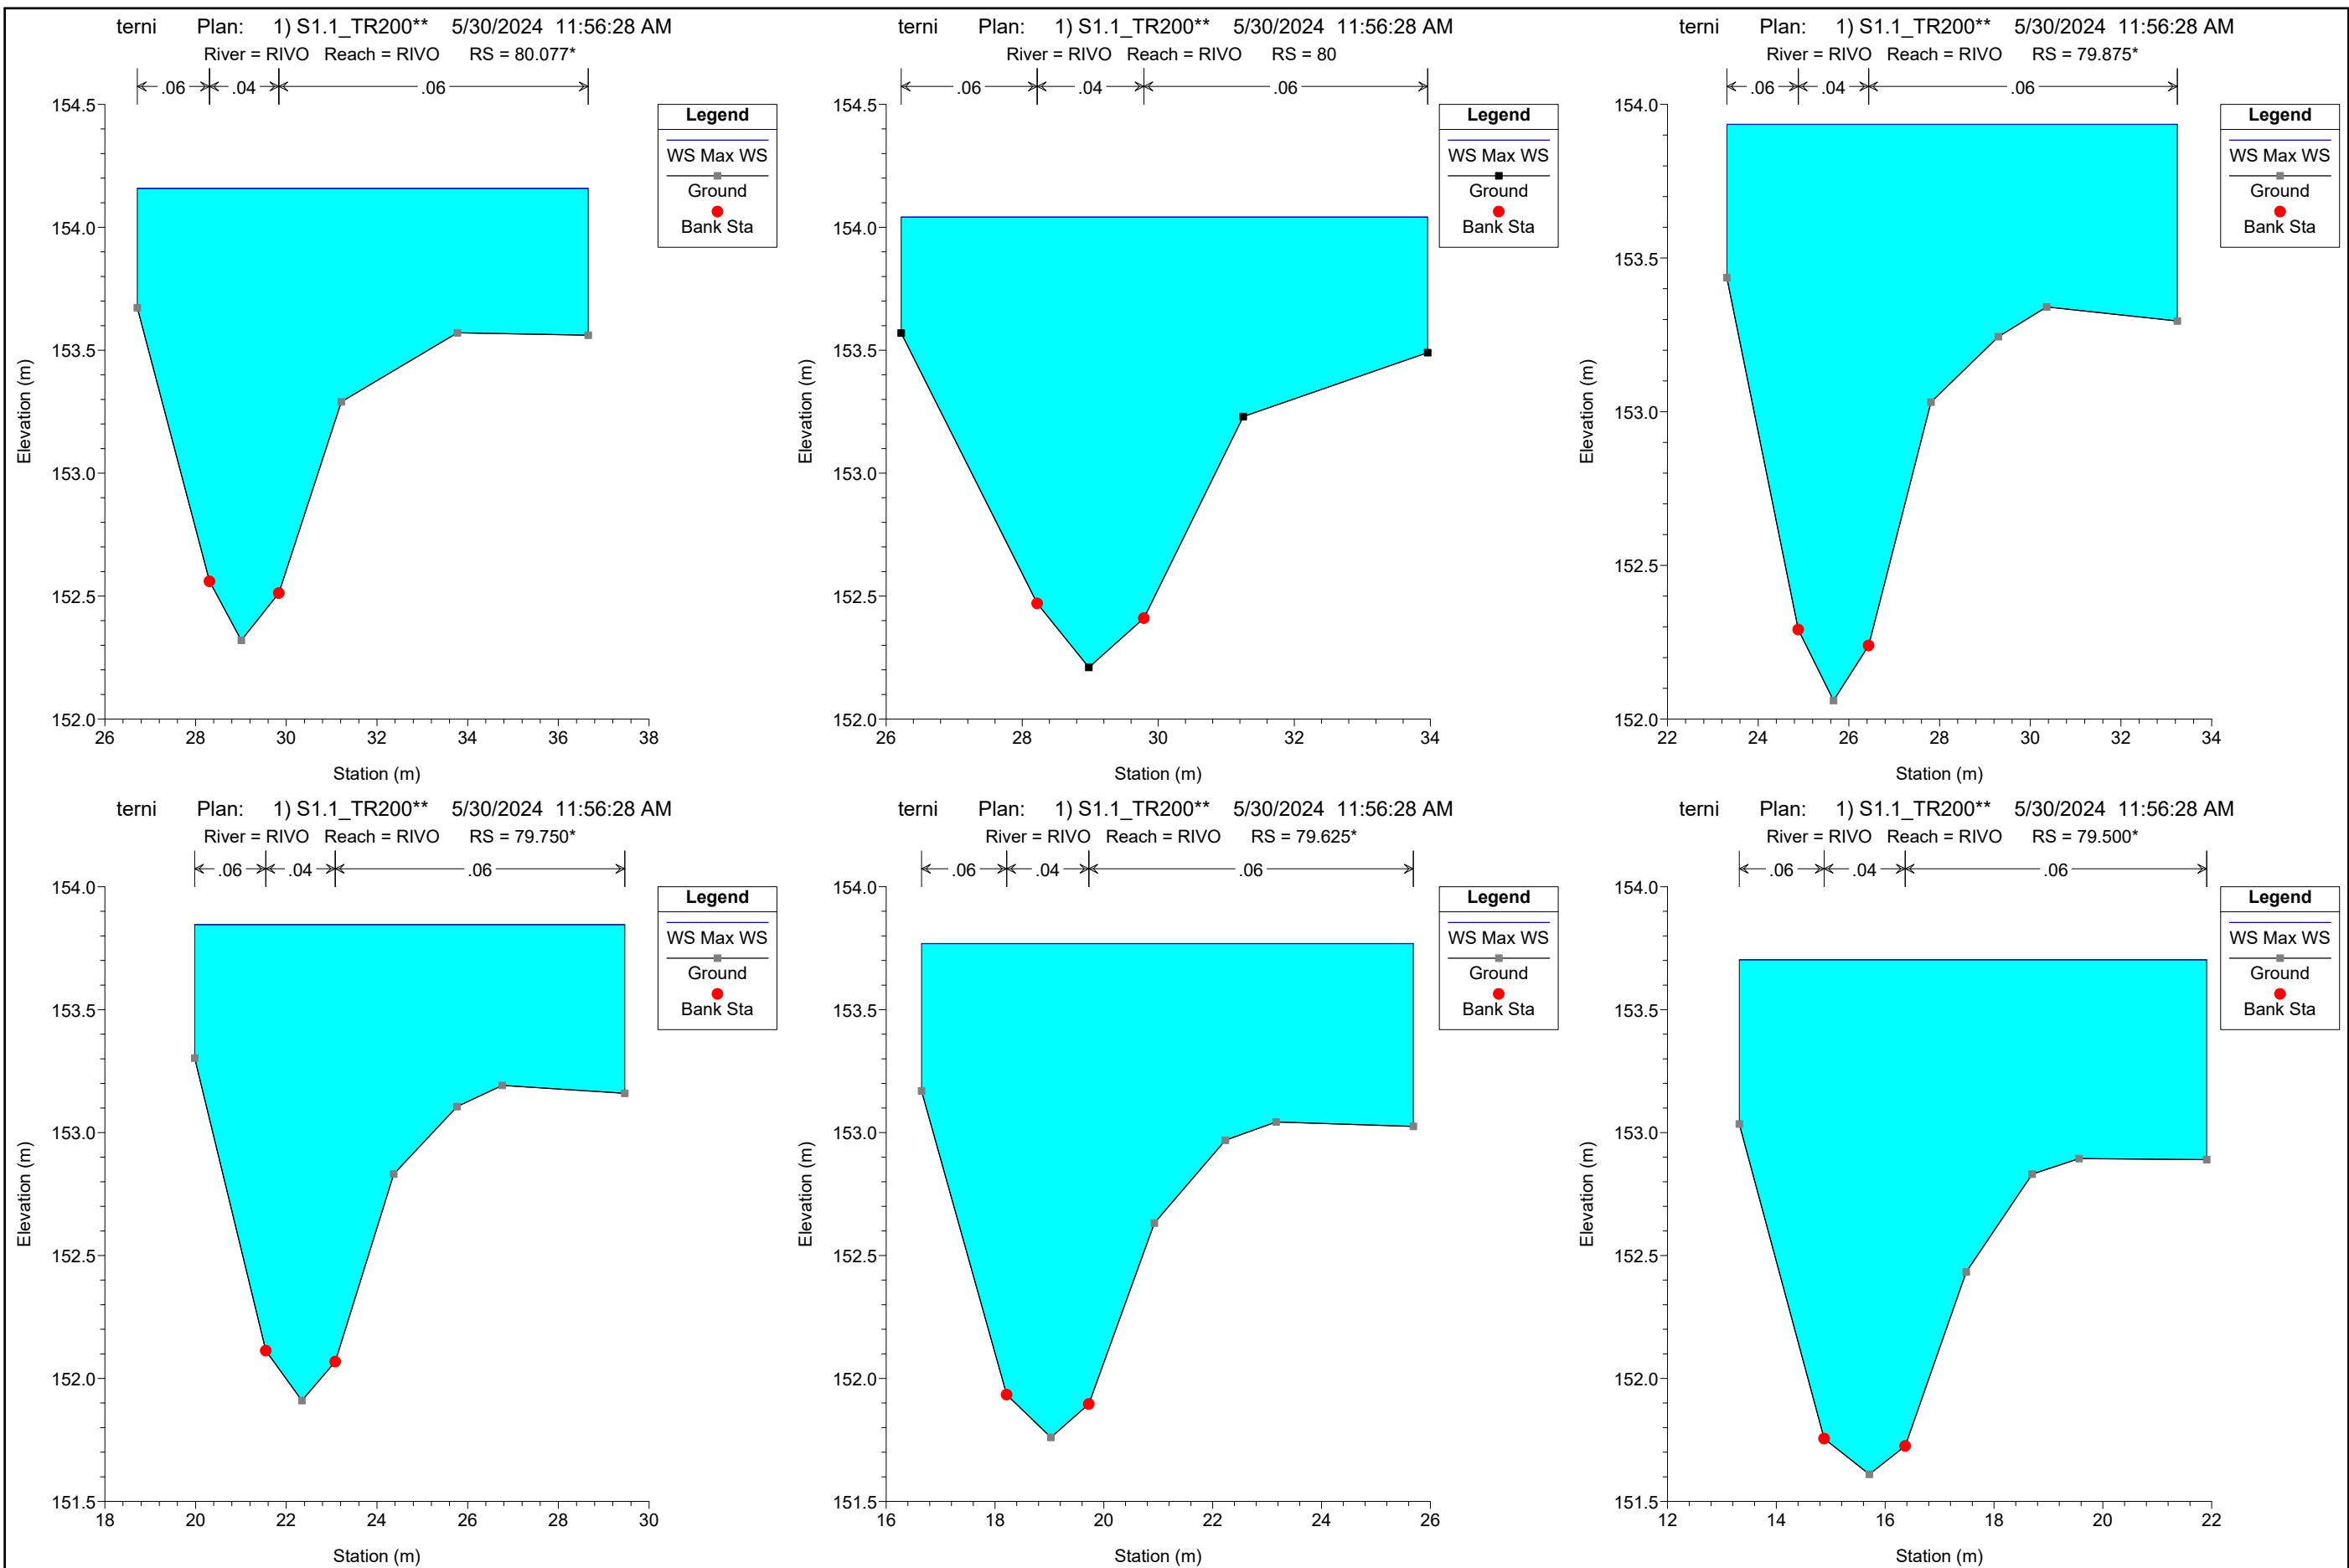 terni Plan: 1) S1.1_TR200** 5/30/2024 11:56:28 AM
River = RIVO Reach = RIVO RS = 80.077*
.06 .04 .06
154.5
154.0
153.5
153.0
152.5
152.0
26 28 30 32 34 36 38
Station (m)
Elevation (m)
Legend
WS Max WS
Ground
Bank Sta
terni Plan: 1) S1.1_TR200** 5/30/2024 11:56:28 AM
River = RIVO Reach = RIVO RS = 80
.06 .04 .06
154.5
154.0
153.5
153.0
152.5
152.0
26 28 30 32 34
Station (m)
Elevation (m)
Legend
WS Max WS
Ground
Bank Sta
terni Plan: 1) S1.1_TR200** 5/30/2024 11:56:28 AM
River = RIVO Reach = RIVO RS = 79.875*
.06 .04 .06
154.0
153.5
153.0
152.5
152.0
22 24 26 28 30 32 34
Station (m)
Elevation (m)
Legend
WS Max WS
Ground
Bank Sta
terni Plan: 1) S1.1_TR200** 5/30/2024 11:56:28 AM
River = RIVO Reach = RIVO RS = 79.750*
.06 .04 .06
154.0
153.5
153.0
152.5
152.0
151.5
18 20 22 24 26 28 30
Station (m)
Elevation (m)
Legend
WS Max WS
Ground
Bank Sta
terni Plan: 1) S1.1_TR200** 5/30/2024 11:56:28 AM
River = RIVO Reach = RIVO RS = 79.625*
.06 .04 .06
154.0
153.5
153.0
152.5
152.0
151.5
16 18 20 22 24 26
Station (m)
Elevation (m)
Legend
WS Max WS
Ground
Bank Sta
terni Plan: 1) S1.1_TR200** 5/30/2024 11:56:28 AM
River = RIVO Reach = RIVO RS = 79.500*
.06 .04 .06
154.0
153.5
153.0
152.5
152.0
151.5
12 14 16 18 20 22
Station (m)
Elevation (m)
Legend
WS Max WS
Ground
Bank Sta